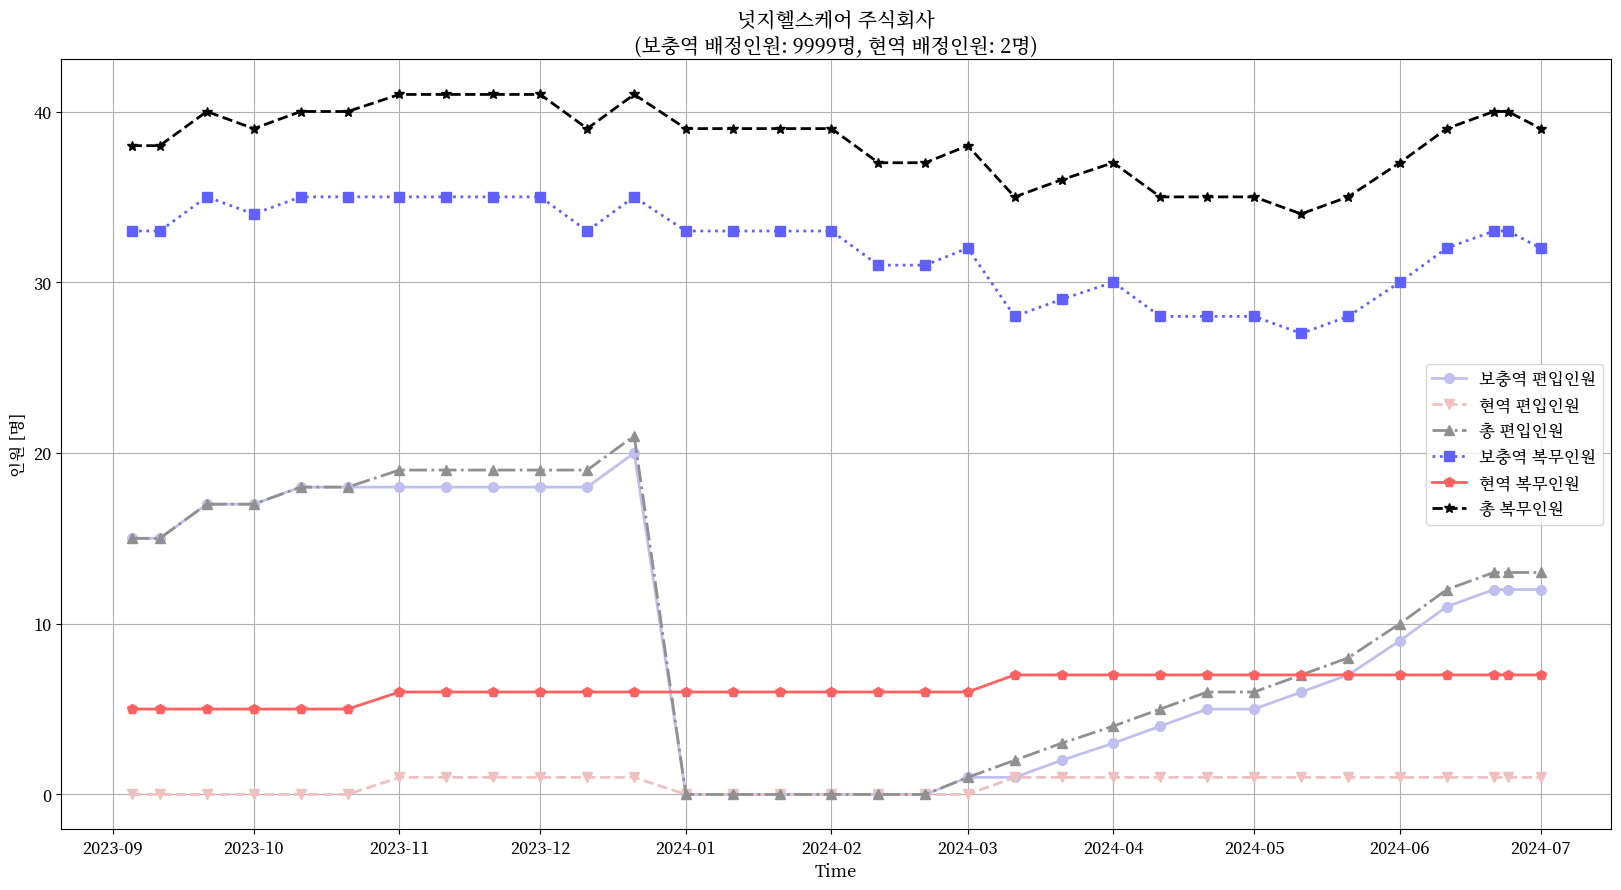 넛지헬스케어 주식회사
(보충역 배정인원: 9999명, 현역 배정인원: 2명)
인원 [명]
40
30
20
10
0
보충역 편입인원
현역 편입인원
총 편입인원
보충역 복무인원
현역 복무인원
총 복무인원
2023-09
2023-10
2023-11
2023-12
2024-01
2024-02
2024-03
2024-04
2024-05
2024-06
2024-07
Time